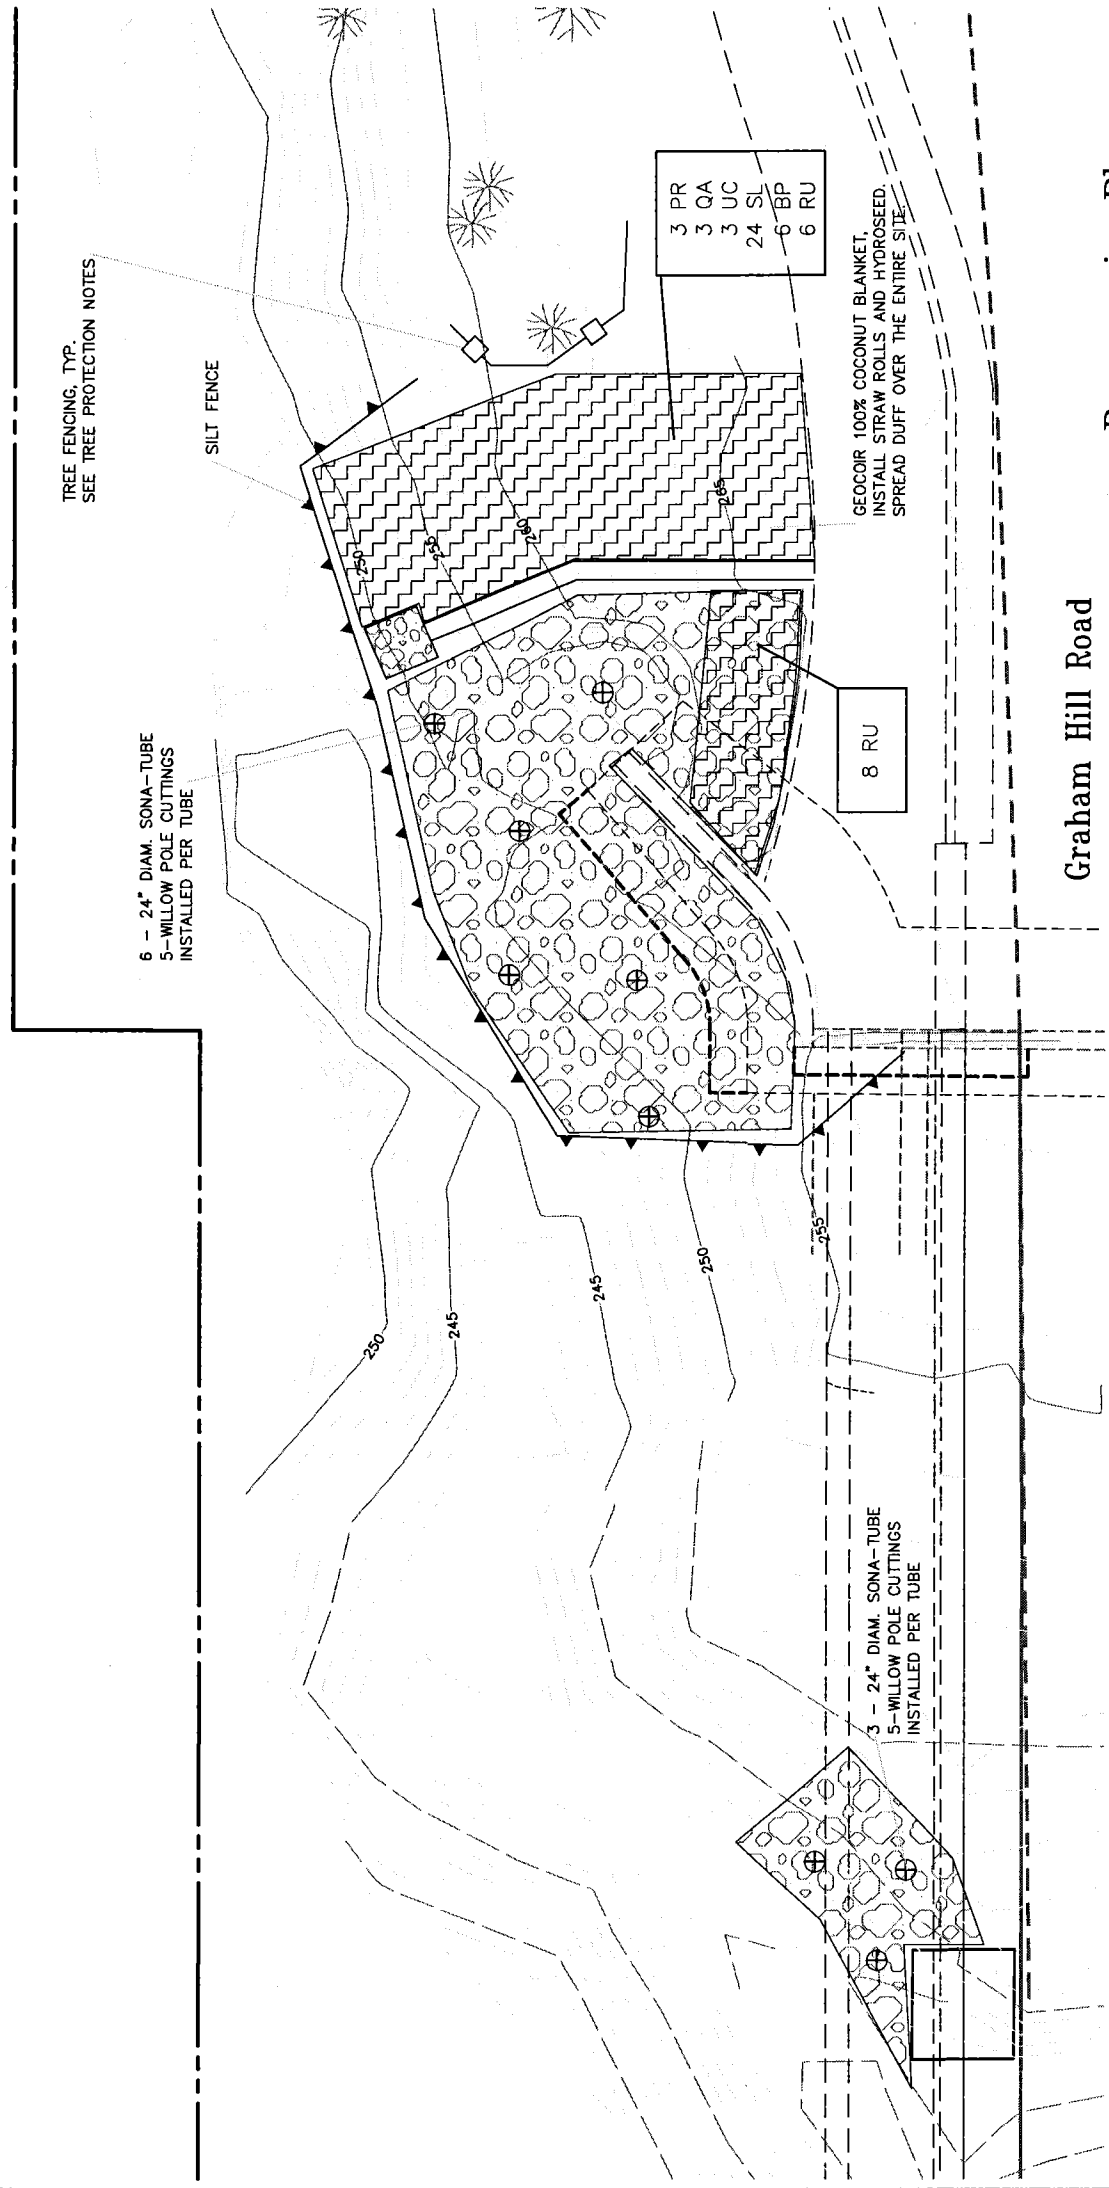 TREE FENCING, TYP.
SEE TREE PROTECTION NOTES
SILT FENCE
6 - 24" DIAM. SONA-TUBE
5-WILLOW POLE CUTTINGS
INSTALLED PER TUBE
3 PR
3 QA
3 UC
24 SL
6 BP
6 RU
GEOCOIR 100% COCONUT BLANKET,
INSTALL STRAW ROLLS AND HYDROSEED.
SPREAD DUFF OVER THE ENTIRE SITE.
8 RU
250
255
260
265
250
245
245
250
255
3 - 24" DIAM. SONA-TUBE
5-WILLOW POLE CUTTINGS
INSTALLED PER TUBE
Graham Hill Road